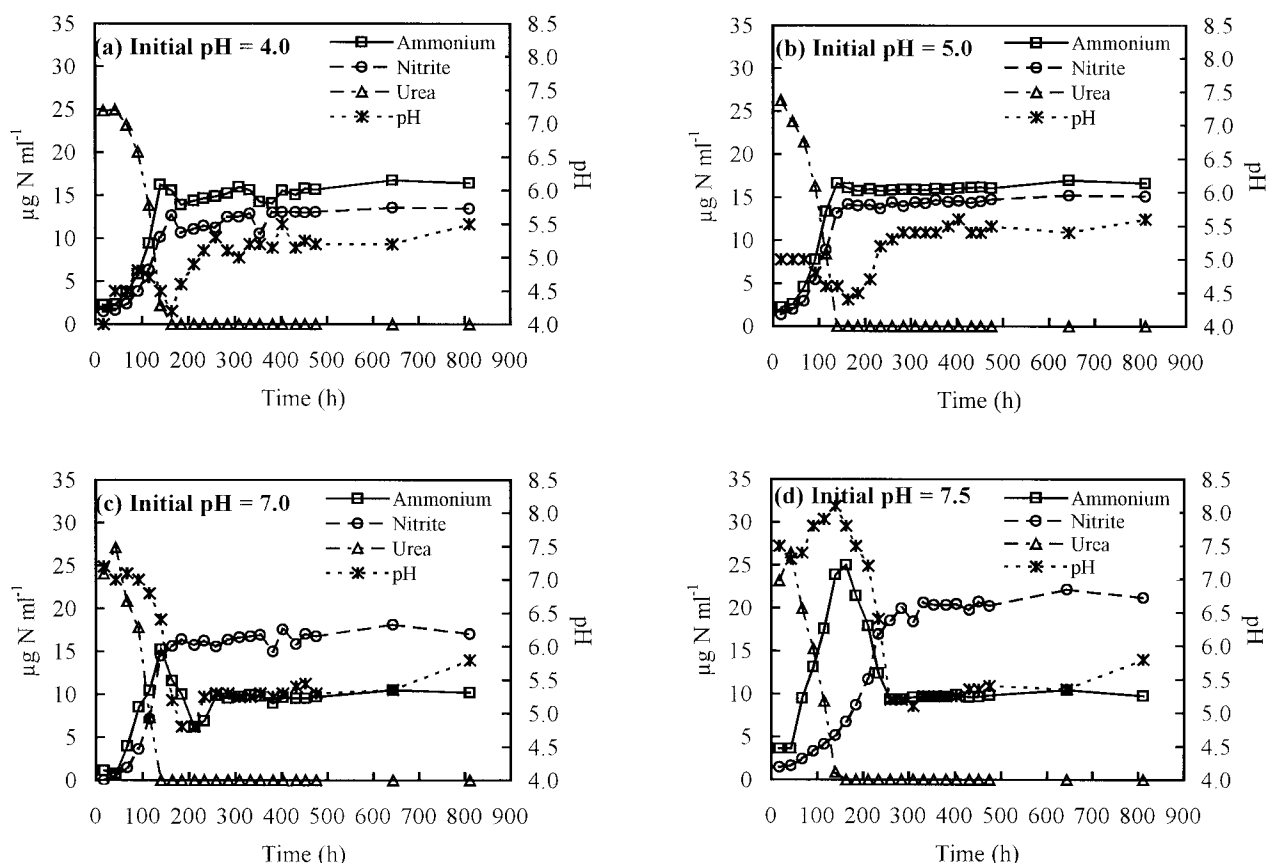 (a) Initial pH = 4.0
Ammonium
Nitrite
Urea
pH
35
30
25
20
15
10
5
0
µg N ml-1
8.5
8.0
7.5
7.0
6.5
6.0
5.5
5.0
4.5
4.0
pH
0 100 200 300 400 500 600 700 800 900
Time (h)
(b) Initial pH = 5.0
Ammonium
Nitrite
Urea
pH
35
30
25
20
15
10
5
0
µg N ml-1
8.5
8.0
7.5
7.0
6.5
6.0
5.5
5.0
4.5
4.0
pH
0 100 200 300 400 500 600 700 800 900
Time (h)
(c) Initial pH = 7.0
Ammonium
Nitrite
Urea
pH
35
30
25
20
15
10
5
0
µg N ml-1
8.5
8.0
7.5
7.0
6.5
6.0
5.5
5.0
4.5
4.0
pH
0 100 200 300 400 500 600 700 800 900
Time (h)
(d) Initial pH = 7.5
Ammonium
Nitrite
Urea
pH
35
30
25
20
15
10
5
0
µg N ml-1
8.5
8.0
7.5
7.0
6.5
6.0
5.5
5.0
4.5
4.0
pH
0 100 200 300 400 500 600 700 800 900
Time (h)